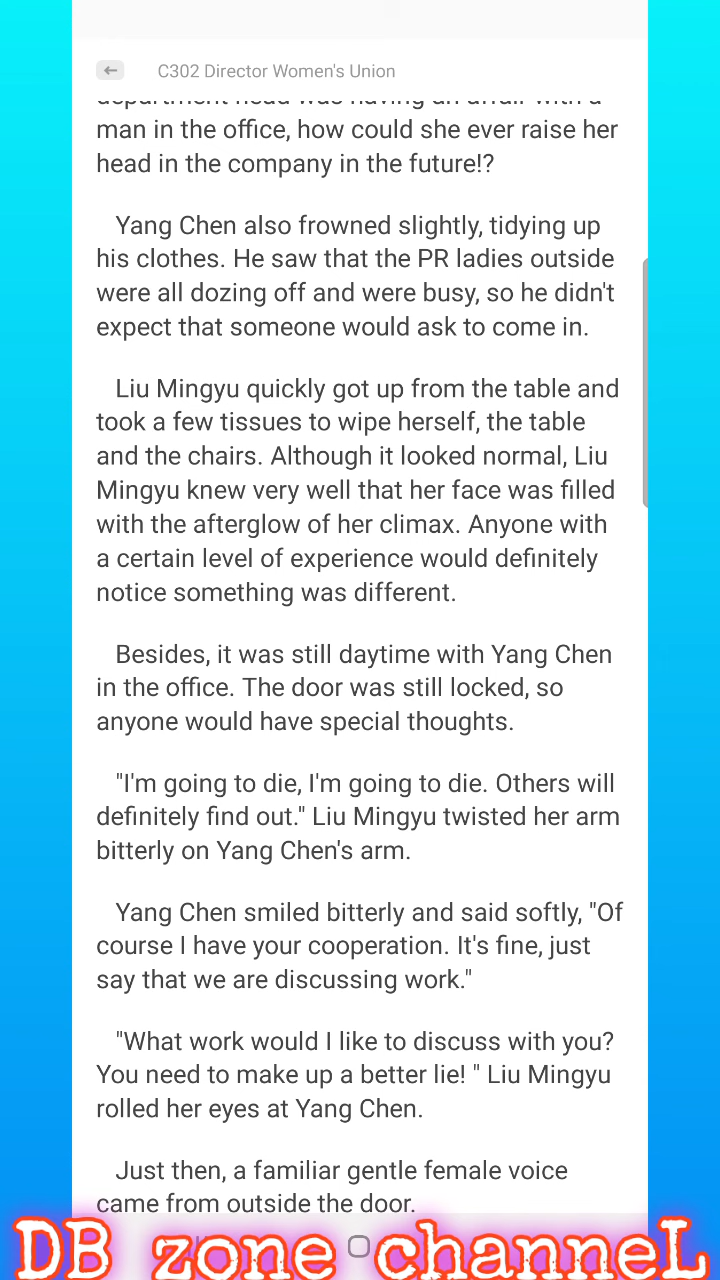 C302 Director Women's Union
department head was having an affair with a
man in the office, how could she ever raise her
head in the company in the future!?
Yang Chen also frowned slightly, tidying up
his clothes. He saw that the PR ladies outside
were all dozing off and were busy, so he didn't
expect that someone would ask to come in.
Liu Mingyu quickly got up from the table and
took a few tissues to wipe herself, the table
and the chairs. Although it looked normal, Liu
Mingyu knew very well that her face was filled
with the afterglow of her climax. Anyone with
a certain level of experience would definitely
notice something was different.
Besides, it was still daytime with Yang Chen
in the office. The door was still locked, so
anyone would have special thoughts.
"I'm going to die, I'm going to die. Others will
definitely find out." Liu Mingyu twisted her arm
bitterly on Yang Chen's arm.
Yang Chen smiled bitterly and said softly, "Of
course I have your cooperation. It's fine, just
say that we are discussing work."
"What work would I like to discuss with you?
You need to make up a better lie! " Liu Mingyu
rolled her eyes at Yang Chen.
Just then, a familiar gentle female voice
came from outside the door.
DB zone channeL